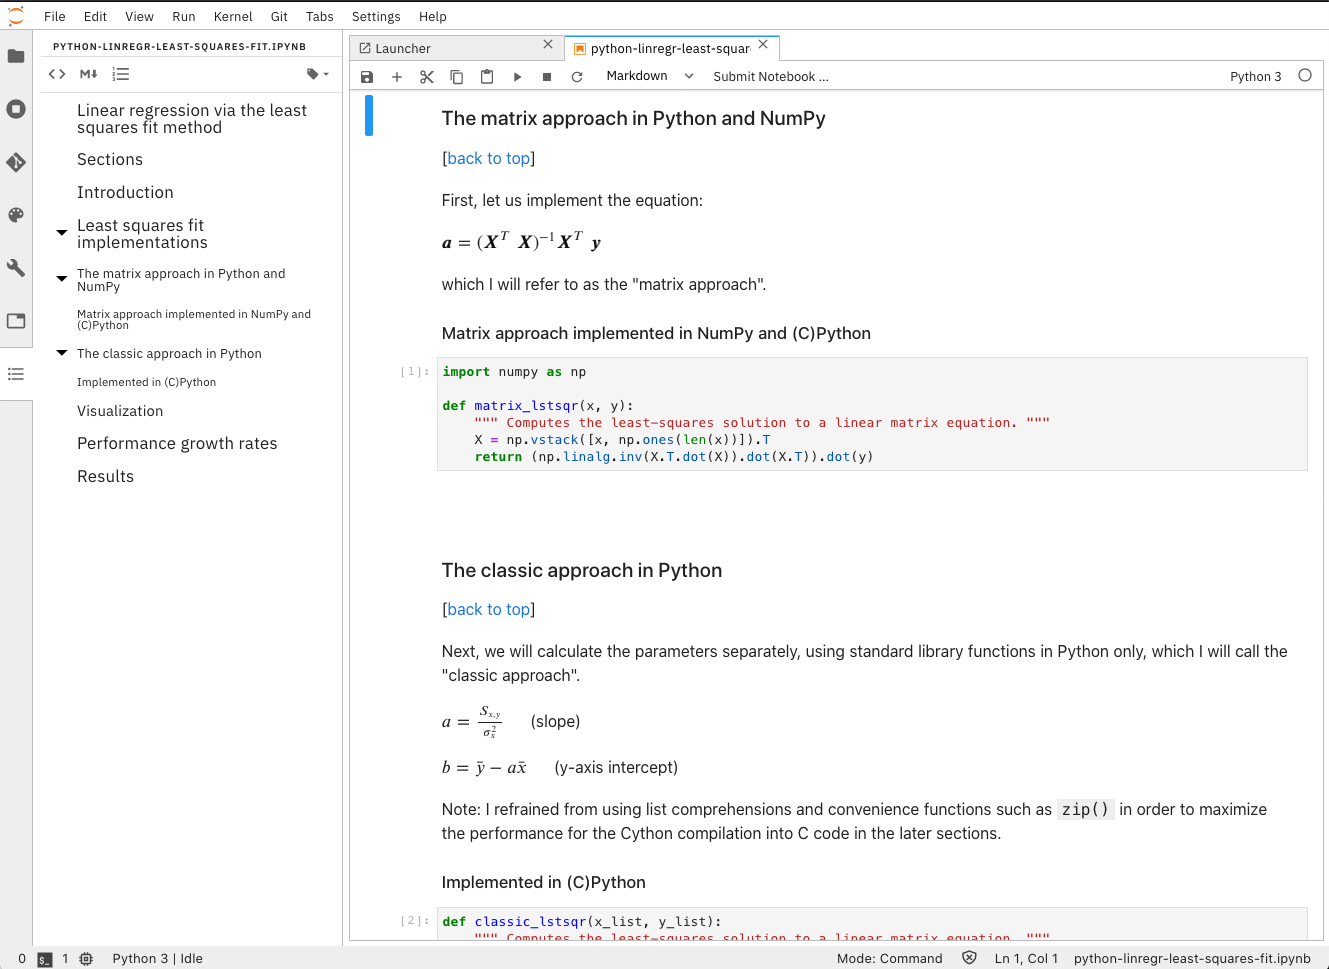 File Edit View Run Kernel Git Tabs Settings Help
PYTHON-LINREGR-LEAST-SQUARES-FIT.IPYNB
Launcher
python-linregr-least-squar
Markdown
Submit Notebook ...
Python 3
Linear regression via the least
squares fit method
Sections
Introduction
Least squares fit
implementations
The matrix approach in Python and
NumPy
Matrix approach implemented in NumPy and
(C)Python
The classic approach in Python
Implemented in (C)Python
Visualization
Performance growth rates
Results
The matrix approach in Python and NumPy
[back to top]
First, let us implement the equation:
a = (X^T X)^−1 X^T y
which I will refer to as the "matrix approach".
Matrix approach implemented in NumPy and (C)Python
[1]:
import numpy as np
def matrix_lstsqr(x, y):
""" Computes the least-squares solution to a linear matrix equation. """
X = np.vstack([x, np.ones(len(x))]).T
return (np.linalg.inv(X.T.dot(X)).dot(X.T)).dot(y)
The classic approach in Python
[back to top]
Next, we will calculate the parameters separately, using standard library functions in Python only, which I will call the
"classic approach".
a = S_x,y / σ_x^2 (slope)
b = ȳ − ax̄ (y-axis intercept)
Note: I refrained from using list comprehensions and convenience functions such as zip() in order to maximize
the performance for the Cython compilation into C code in the later sections.
Implemented in (C)Python
[2]:
def classic_lstsqr(x_list, y_list):
""" Computes the least-squares solution to a linear matrix equation. """
0 $_ 1 Python 3 | Idle
Mode: Command Ln 1, Col 1 python-linregr-least-squares-fit.ipynb